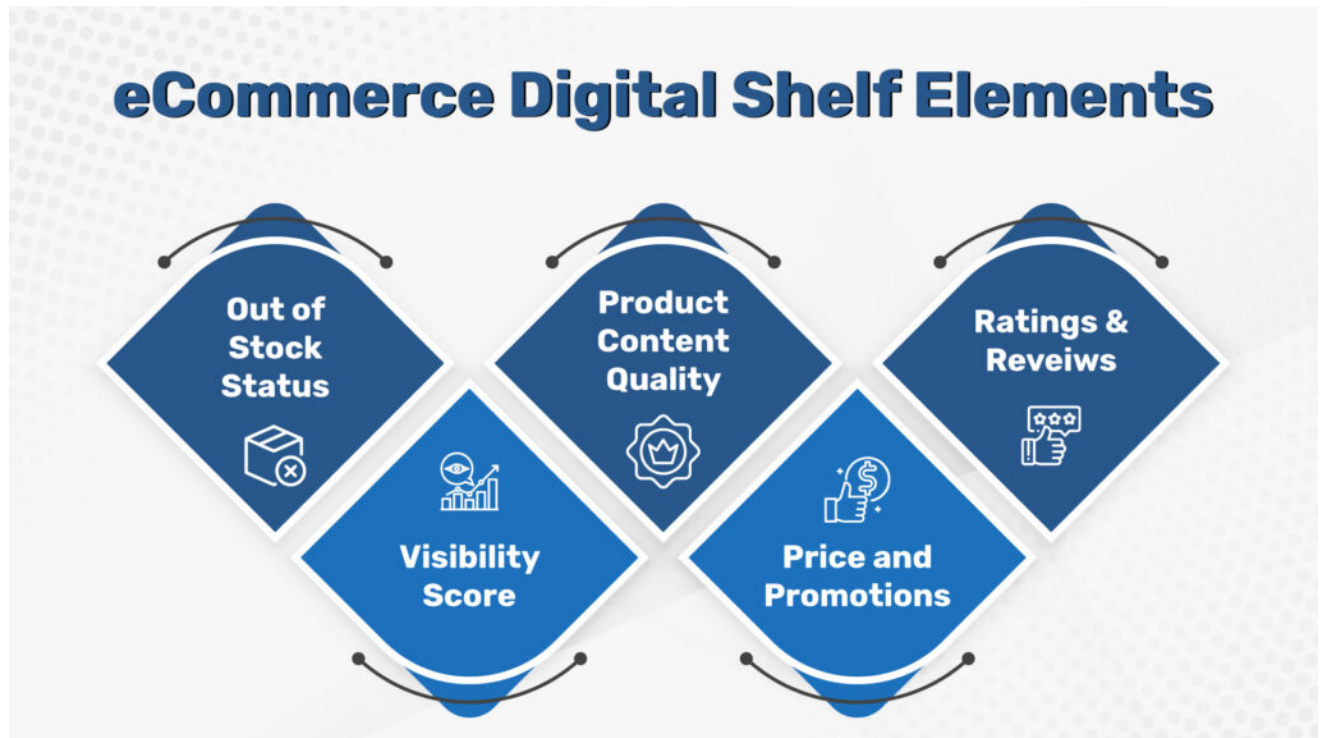 eCommerce Digital Shelf Elements
Out of
Stock
Status
Visibility
Score
Product
Content
Quality
Price and
Promotions
Ratings &
Reveiws